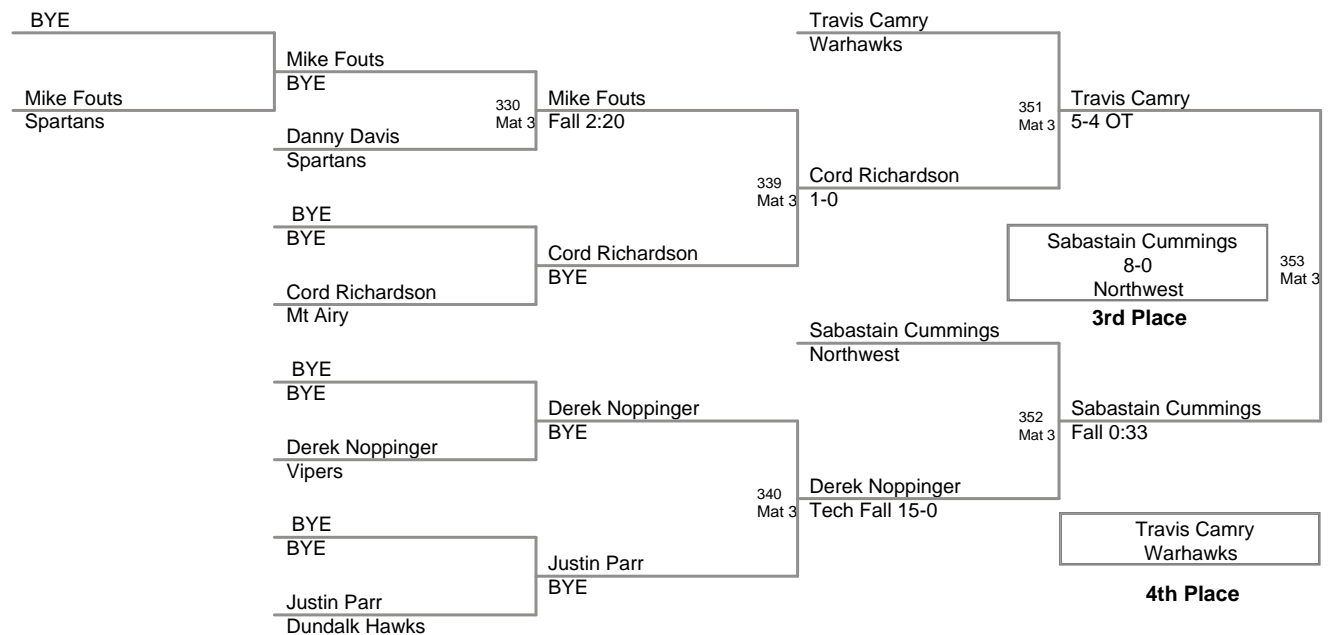 BYE
Mike Fouts
Spartans
Mike Fouts
BYE
Danny Davis
Spartans
BYE
BYE
Cord Richardson
Mt Airy
BYE
BYE
Derek Noppinger
Vipers
BYE
BYE
Justin Parr
Dundalk Hawks
330
Mat 3
Mike Fouts
Fall 2:20
Cord Richardson
BYE
Derek Noppinger
BYE
Justin Parr
BYE
339
Mat 3
340
Mat 3
Travis Camry
Warhawks
Cord Richardson
1-0
Sabastain Cummings
Northwest
Derek Noppinger
Tech Fall 15-0
351
Mat 3
352
Mat 3
Travis Camry
5-4 OT
Sabastain Cummings
Fall 0:33
353
Mat 3
Sabastain Cummings
8-0
Northwest
3rd Place
Travis Camry
Warhawks
4th Place